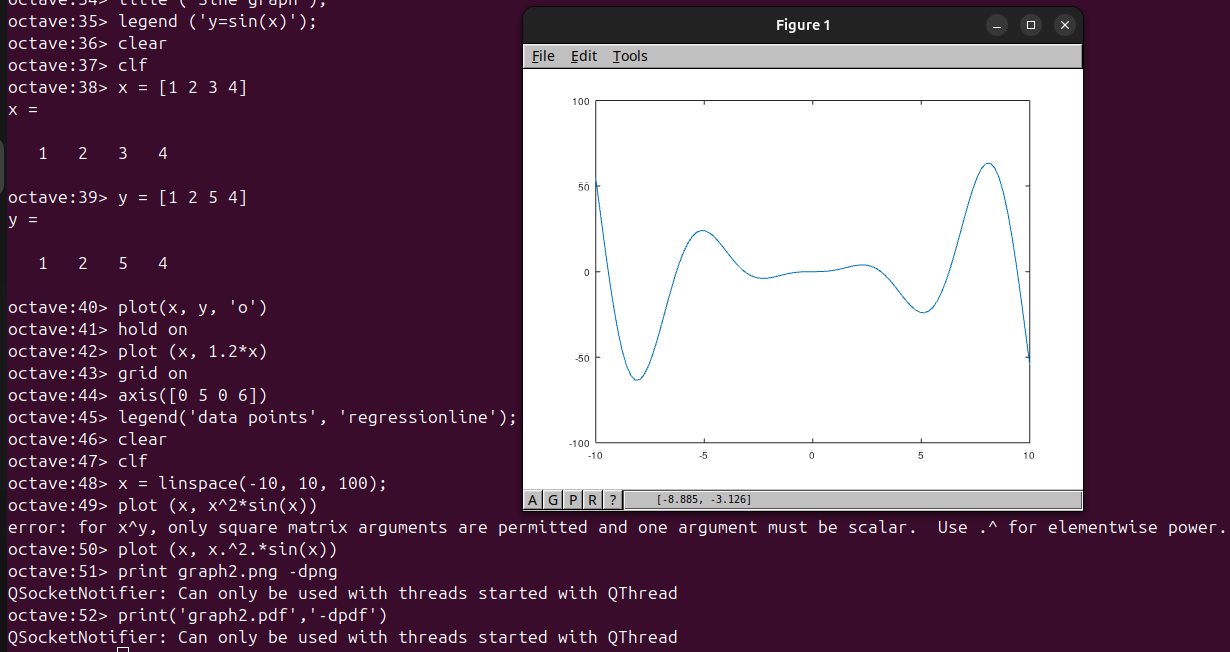 octave:34> title ('Sine graph');
octave:35> legend ('y=sin(x)');
octave:36> clear
octave:37> clf
octave:38> x = [1 2 3 4]
x =
1 2 3 4
octave:39> y = [1 2 5 4]
y =
1 2 5 4
octave:40> plot(x, y, 'o')
octave:41> hold on
octave:42> plot (x, 1.2*x)
octave:43> grid on
octave:44> axis([0 5 0 6])
octave:45> legend('data points', 'regressionline');
octave:46> clear
octave:47> clf
octave:48> x = linspace(-10, 10, 100);
octave:49> plot (x, x^2*sin(x))
error: for x^y, only square matrix arguments are permitted and one argument must be scalar.  Use .^ for elementwise power.
octave:50> plot (x, x.^2.*sin(x))
octave:51> print graph2.png -dpng
QSocketNotifier: Can only be used with threads started with QThread
octave:52> print('graph2.pdf','-dpdf')
QSocketNotifier: Can only be used with threads started with QThread
Figure 1
File Edit Tools
100
50
0
-50
-100
-10 -5 0 5 10
A G P R ? [-8.885, -3.126]